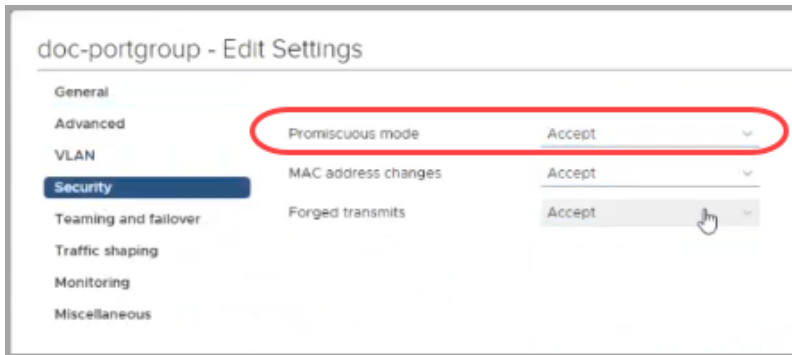 doc-portgroup - Edit Settings
General
Advanced
VLAN
Security
Teaming and failover
Traffic shaping
Monitoring
Miscellaneous
Promiscuous mode Accept
MAC address changes Accept
Forged transmits Accept